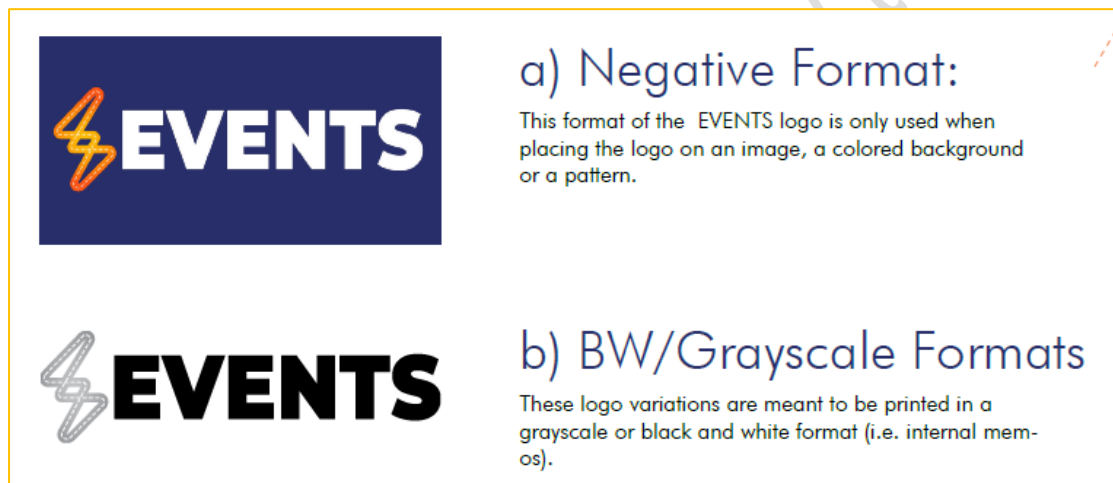 EVENTS
a) Negative Format:
This format of the  EVENTS logo is only used when
placing the logo on an image, a colored background
or a pattern.
EVENTS
b) BW/Grayscale Formats
These logo variations are meant to be printed in a
grayscale or black and white format (i.e. internal mem-
os).